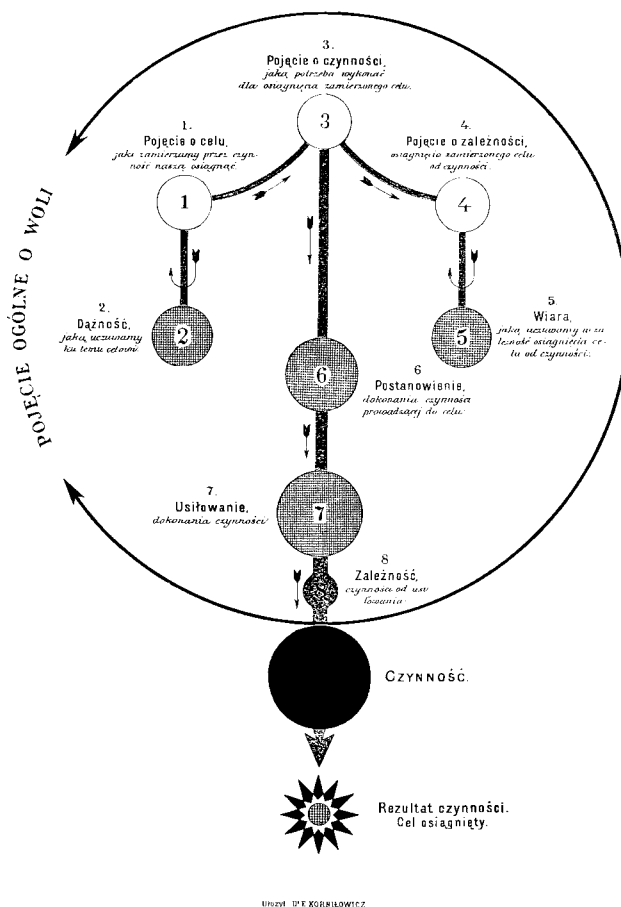 3.
Pojęcie o czynności,
jaką potrzeba wykonać
dla osiągnięcia zamierzonego celu.
1.
Pojęcie o celu,
jaki zamierzamy przez czyn-
ność naszą osiągnąć.
4.
Pojęcie o zależności,
osiągnięcia zamierzonego celu
od czynności.
3
1
4
POJĘCIE OGÓLNE O WOLI
2.
Dążność,
jaką uczuwamy
ku temu celowi
2
5
5.
Wiara,
jaką uczuwamy w za
leżność osiągnięcia ce-
lu od czynności.
6
6
Postanowienie,
dokonania czynności
prowadzącej do celu
7.
Usiłowanie,
dokonania czynności
7
8
Zależność,
czynności od usi
łowania
CZYNNOŚĆ.
Rezultat czynności.
Cel osiągnięty.
Ułożył Dr E KORNIŁOWICZ